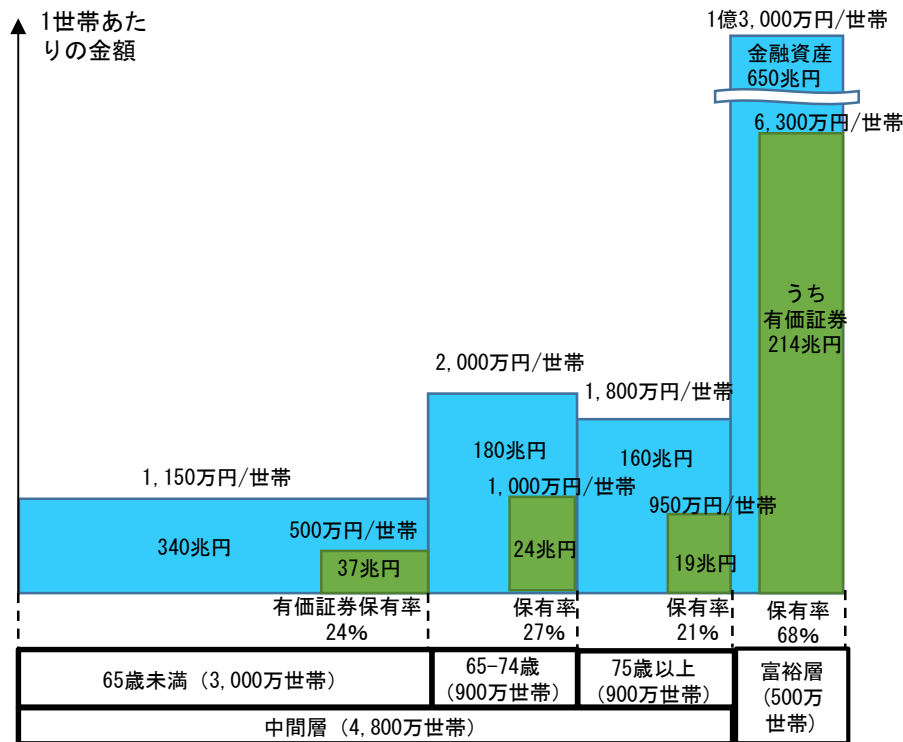 1世帯あた
りの金額
1億3,000万円/世帯
金融資産
650兆円
6,300万円/世帯
うち
有価証券
214兆円
2,000万円/世帯
1,800万円/世帯
180兆円
160兆円
1,150万円/世帯
1,000万円/世帯
950万円/世帯
500万円/世帯
340兆円
37兆円
24兆円
19兆円
有価証券保有率
24%
保有率
27%
保有率
21%
保有率
68%
65歳未満（3,000万世帯）
65-74歳
(900万世帯)
75歳以上
(900万世帯)
富裕層
(500万
世帯)
中間層（4,800万世帯）